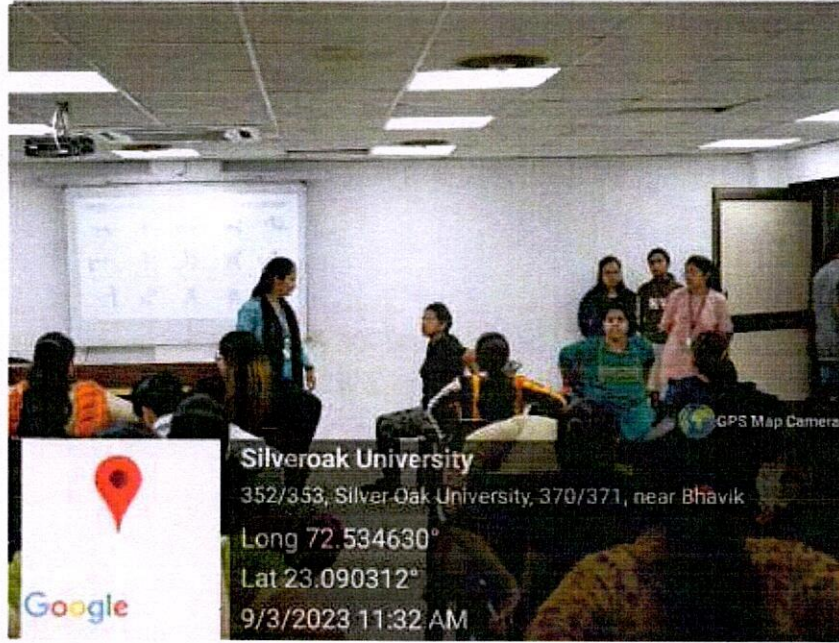 GPS Map Camera
Silveroak University
352/353, Silver Oak University, 370/371, near Bhavik
Long 72.534630°
Lat 23.090312°
9/3/2023 11:32 AM
Google